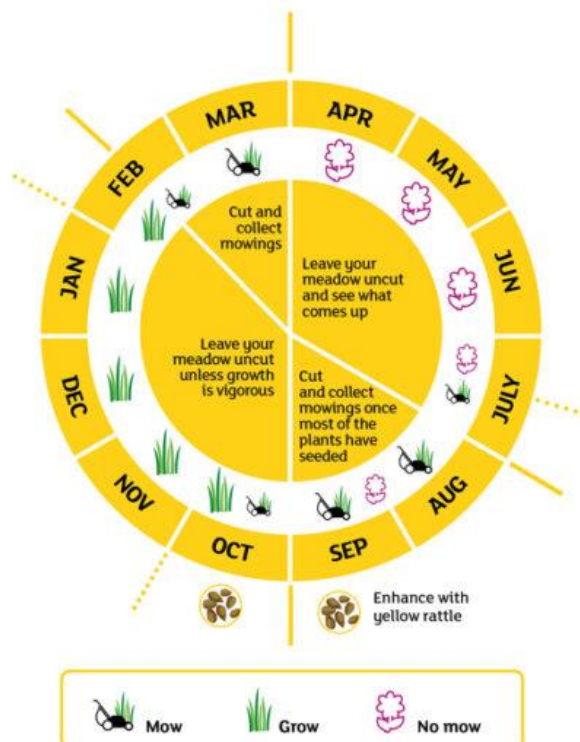 MAR
APR
FEB
MAY
JAN
JUN
DEC
JULY
NOV
AUG
OCT
SEP
Cut and
collect
mowings
Leave your
meadow uncut
and see what
comes up
Leave your
meadow uncut
unless growth
is vigorous
Cut
and collect
mowings once
most of the
plants have
seeded
Enhance with
yellow rattle
Mow
Grow
No mow